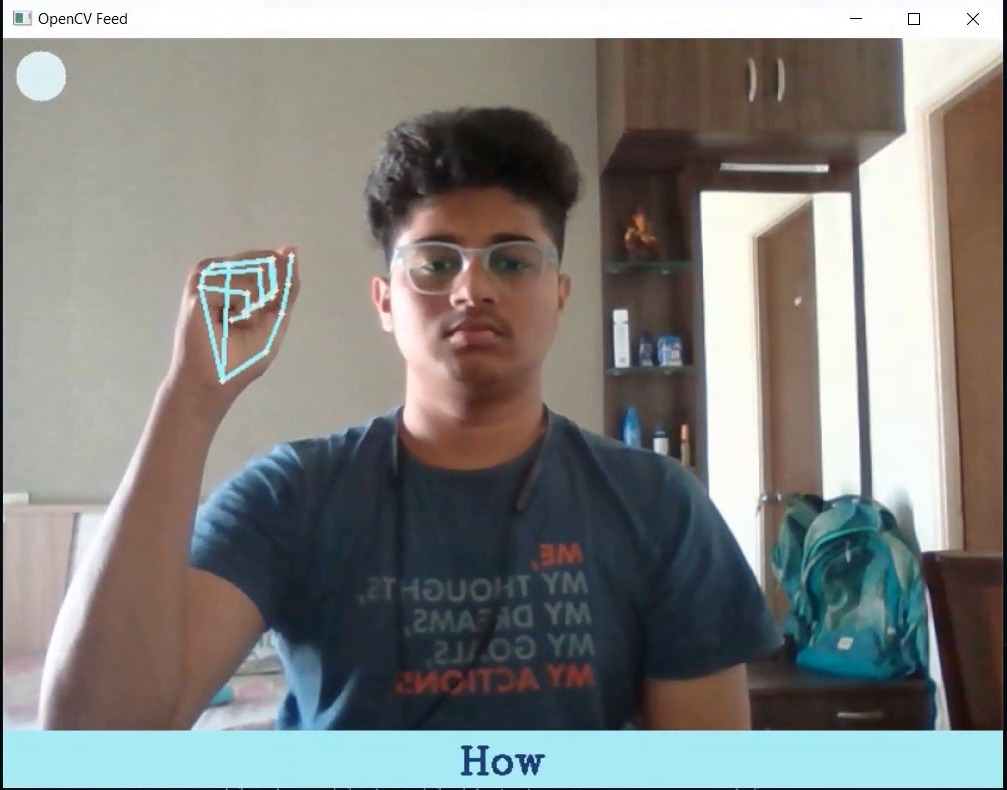 OpenCV Feed
ME,
MY THOUGHTS,
MY DREAMS,
MY GOALS,
MY ACTIONS
How